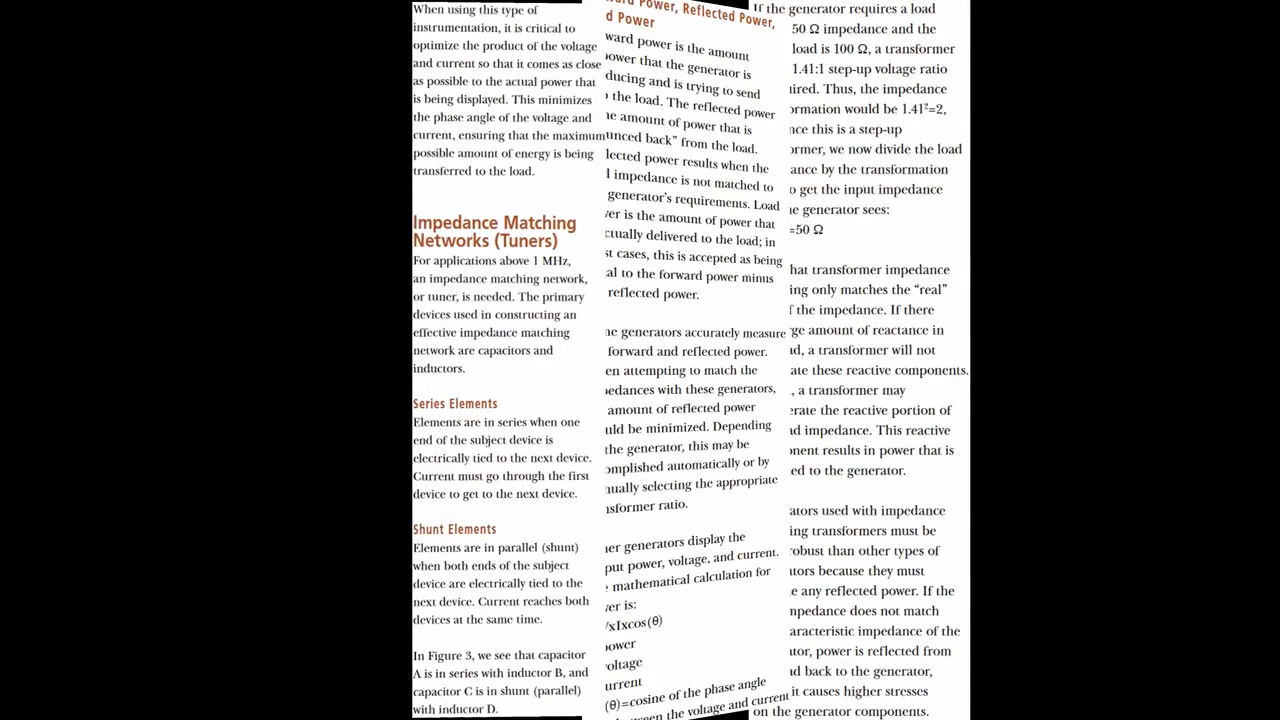 When using this type of
instrumentation, it is critical to
optimize the product of the voltage
and current so that it comes as close
as possible to the actual power that
is being displayed. This minimizes
the phase angle of the voltage and
current, ensuring that the maximum
possible amount of energy is being
transferred to the load.
Impedance Matching
Networks (Tuners)
For applications above 1 MHz,
an impedance matching network,
or tuner, is needed. The primary
devices used in constructing an
effective impedance matching
network are capacitors and
inductors.
Series Elements
Elements are in series when one
end of the subject device is
electrically tied to the next device.
Current must go through the first
device to get to the next device.
Shunt Elements
Elements are in parallel (shunt)
when both ends of the subject
device are electrically tied to the
next device. Current reaches both
devices at the same time.
In Figure 3, we see that capacitor
A is in series with inductor B, and
capacitor C is in shunt (parallel)
with inductor D.
Power, Reflected Power,
d Power
ward power is the amount
power that the generator is
ducing and is trying to send
the load. The reflected power
e amount of power that is
unced back” from the load.
lected power results when the
impedance is not matched to
generator’s requirements. Load
er is the amount of power that
ctually delivered to the load; in
st cases, this is accepted as being
al to the forward power minus
reflected power.
ne generators accurately measure
forward and reflected power.
en attempting to match the
pedances with these generators,
amount of reflected power
uld be minimized. Depending
the generator, this may be
omplished automatically or by
nually selecting the appropriate
nsformer ratio.
er generators display the
put power, voltage, and current.
mathematical calculation for
er is:
VxIxcos(θ)
power
voltage
urrent
(θ)=cosine of the phase angle
between the voltage and current
If the generator requires a load
50 Ω impedance and the
load is 100 Ω, a transformer
1.41:1 step-up voltage ratio
ired. Thus, the impedance
ormation would be 1.41²=2,
nce this is a step-up
ormer, we now divide the load
ance by the transformation
o get the input impedance
e generator sees:
=50 Ω
hat transformer impedance
ing only matches the “real”
f the impedance. If there
ge amount of reactance in
ad, a transformer will not
ate these reactive components.
, a transformer may
erate the reactive portion of
ad impedance. This reactive
onent results in power that is
ed to the generator.
ators used with impedance
ing transformers must be
robust than other types of
ators because they must
e any reflected power. If the
mpedance does not match
aracteristic impedance of the
ator, power is reflected from
ad back to the generator,
it causes higher stresses
on the generator components.